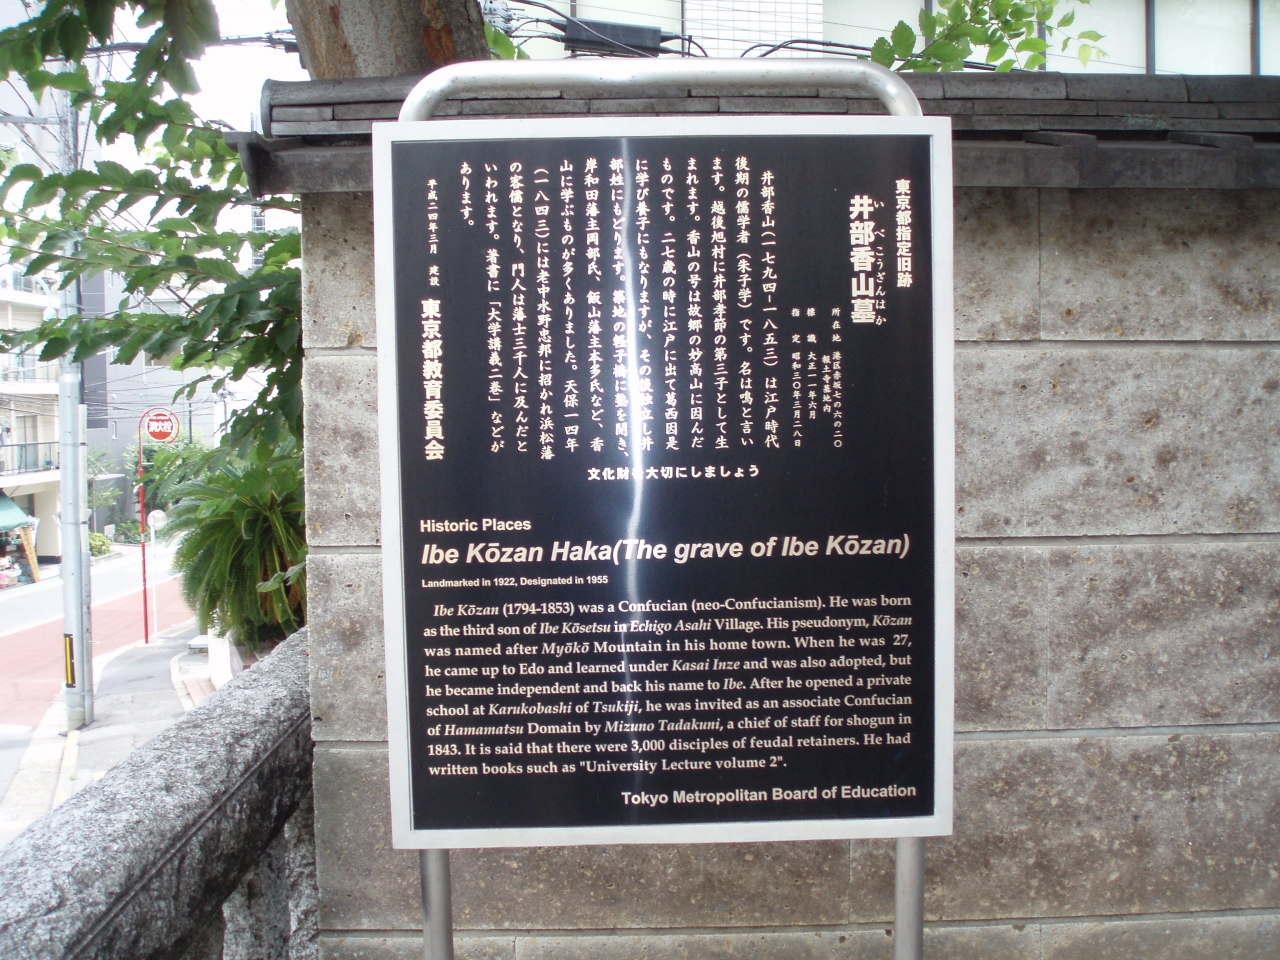 東京都指定旧跡
井部香山墓
いべこうざんはか
所在地 港区赤坂七の六の二〇
報土寺墓地内
標識 大正一一年六月
指定 昭和三〇年三月二八日
井部香山(一七九四－一八五三)は江戸時代
後期の儒学者(朱子学)です。名は鳴と言い
ます。越後旭村に井部孝節の第三子として生
まれます。香山の号は故郷の妙高山に因んだ
ものです。二七歳の時に江戸に出て葛西因是
に学び養子にもなりますが、その後独立し井
部姓にもどります。築地の軽子橋に塾を開き、
岸和田藩主岡部氏、飯山藩主本多氏など、香
山に学ぶものが多くありました。天保一四年
(一八四三)には老中水野忠邦に招かれ浜松藩
の客儒となり、門人は藩士三千人に及んだと
いわれます。著書に「大学講義二巻」などが
あります。
平成二四年三月 建設
東京都教育委員会
文化財を大切にしましょう
Historic Places
Ibe Kōzan Haka(The grave of Ibe Kōzan)
Landmarked in 1922, Designated in 1955
Ibe Kōzan (1794-1853) was a Confucian (neo-Confucianism). He was born
as the third son of Ibe Kōsetsu in Echigo Asahi Village. His pseudonym, Kōzan
was named after Myōkō Mountain in his home town. When he was 27,
he came up to Edo and learned under Kasai Inze and was also adopted, but
he became independent and back his name to Ibe. After he opened a private
school at Karukobashi of Tsukiji, he was invited as an associate Confucian
of Hamamatsu Domain by Mizuno Tadakuni, a chief of staff for shogun in
1843. It is said that there were 3,000 disciples of feudal retainers. He had
written books such as "University Lecture volume 2".
Tokyo Metropolitan Board of Education
消火栓